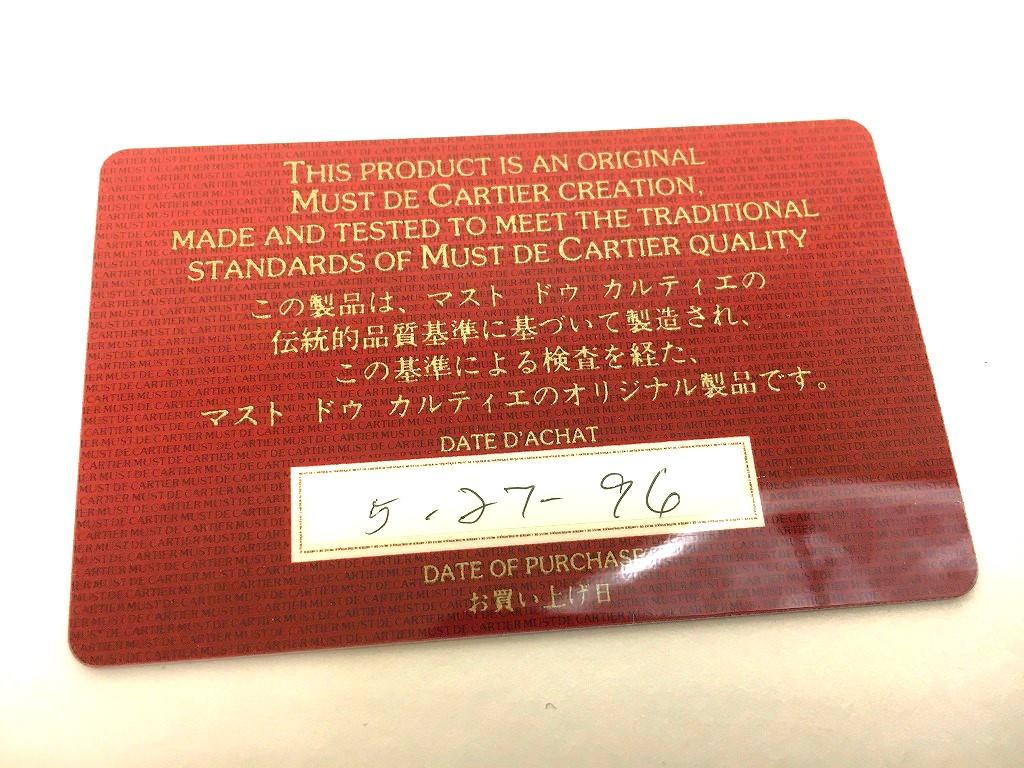 THIS PRODUCT IS AN ORIGINAL
MUST DE CARTIER CREATION,
MADE AND TESTED TO MEET THE TRADITIONAL
STANDARDS OF MUST DE CARTIER QUALITY
この製品は、マスト ドゥ カルティエの
伝統的品質基準に基づいて製造され、
この基準による検査を経た、
マスト ドゥ カルティエのオリジナル製品です。
DATE D'ACHAT
5.27-96
DATE OF PURCHASE
お買い上げ日